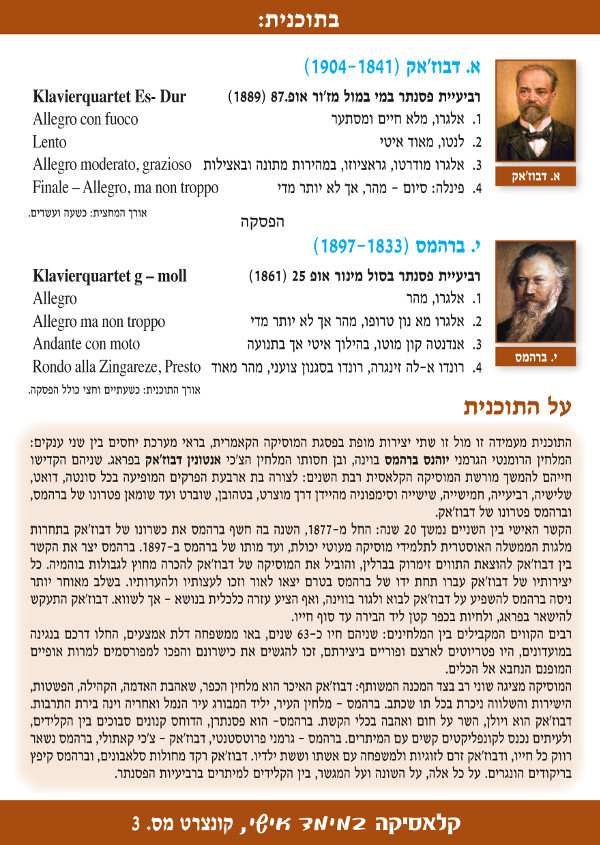 בתוכנית:
א. דבוז'אק (1904-1841)
רביעיית פסנתר במי במול מז'ור אופ.87 (1889) Klavierquartet Es- Dur
1. אלגרו, מלא חיים ומסתער Allegro con fuoco
2. לנטו, מאוד איטי Lento
3. אלגרו מודרטו, גראציוזו, במהירות מתונה ובאצילות Allegro moderato, grazioso
4. פינלה: סיום - מהר, אך לא יותר מדי Finale – Allegro, ma non troppo
א. דבוז'אק
אורך המחצית: כשעה ועשרים.
הפסקה
י. ברהמס (1897-1833)
רביעיית פסנתר בסול מינור אופ 25 (1861) Klavierquartet g – moll
1. אלגרו, מהר Allegro
2. אלגרו מא נון טרופו, מהר אך לא יותר מדי Allegro ma non troppo
3. אנדנטה קון מוטו, בהילוך איטי אך בתנועה Andante con moto
4. רונדו א-לה זינגרה, רונדו בסגנון צועני, מהר מאוד Rondo alla Zingareze, Presto
י. ברהמס
אורך התוכנית: כשעתיים וחצי כולל הפסקה.
על התוכנית
התוכנית מעמידה זו מול זו שתי יצירות מופת בפסגת המוסיקה הקאמרית, בראי מערכת יחסים בין שני ענקים:
המלחין הרומנטי הגרמני יוהנס ברהמס בוינה, ובן חסותו המלחין הצ'כי אנטונין דבוז'אק בפראג. שניהם הקדישו
חייהם להמשך מורשת המוסיקה הקלאסית רבת השנים: לצורה בת ארבעת הפרקים המופיעה בכל סונטה, דואט,
שלישיה, רביעייה, חמישייה, שישייה וסימפוניה מהיידן דרך מוצרט, בטהובן, שוברט ועד שומאן פטרונו של ברהמס,
וברהמס פטרונו של דבוז'אק.
הקשר האישי בין השניים נמשך 20 שנה: החל מ-1877, השנה בה חשף ברהמס את כשרונו של דבוז'אק בתחרות
מלגות הממשלה האוסטרית לתלמידי מוסיקה מעוטי יכולת, ועד מותו של ברהמס ב-1897. ברהמס יצר את הקשר
בין דבוז'אק להוצאת התווים זימרוק בברלין, והוביל את המוסיקה של דבוז'אק להכרה מחוץ לגבולות בוהמיה. כל
יצירותיו של דבוז'אק עברו תחת ידו של ברהמס בטרם יצאו לאור וזכו לעצותיו ולהערותיו. בשלב מאוחר יותר
ניסה ברהמס להשפיע על דבוז'אק לבוא ולגור בווינה, ואף הציע עזרה כלכלית בנושא - אך לשווא. דבוז'אק התעקש
להישאר בפראג, ולחיות בכפר קטן ליד הבירה עד סוף חייו.
רבים הקווים המקבילים בין המלחינים: שניהם חיו כ-63 שנים, באו ממשפחה דלת אמצעים, החלו דרכם בנגינה
במועדונים, היו פטריוטים לארצם ופוריים ביצירתם, זכו להגשים את כישרונם והפכו למפורסמים למרות אופיים
המופנם הנחבא אל הכלים.
המוסיקה מציגה שוני רב בצד המכנה המשותף: דבוז'אק האיכר הוא מלחין הכפר, שאהבת האדמה, הקהילה, הפשטות,
הישירות והשלווה ניכרת בכל תו שכתב. ברהמס - מלחין העיר, יליד המבורג עיר הנמל ואחריה וינה בירת התרבות.
דבוז'אק הוא ויולן, השר על חום ואהבה בכלי הקשת. ברהמס- הוא פסנתרן, הדוחס קנונים סבוכים בין הקלידים,
ולעיתים נכנס לקונפליקטים קשים עם המיתרים. ברהמס - גרמני פרוטסטנטי, דבוז'אק - צ'כי קאתולי, ברהמס נשאר
רווק כל חייו, ודבוז'אק זרם לזוגיות ולמשפחה עם אשתו וששת ילדיו. דבוז'אק רקד מחולות סלאבונים, וברהמס קיפץ
בריקודים הונגרים. על כל אלה, על השונה ועל המגשר, בין הקלידים למיתרים ברביעיות הפסנתר.
קלאסיקה במימד אישי, קונצרט מס. 3